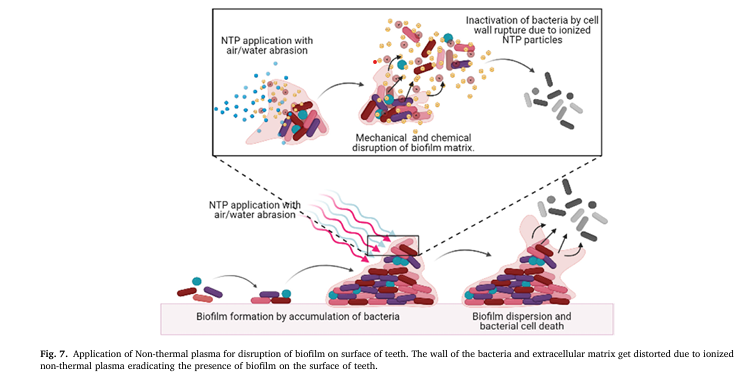 NTP application with
air/water abrasion
Inactivation of bacteria by cell
wall rupture due to ionized
NTP particles
Mechanical and chemical
disruption of biofilm matrix.
NTP application with
air/water abrasion
Biofilm formation by accumulation of bacteria
Biofilm dispersion and
bacterial cell death
Fig. 7. Application of Non-thermal plasma for disruption of biofilm on surface of teeth. The wall of the bacteria and extracellular matrix get distorted due to ionized
non-thermal plasma eradicating the presence of biofilm on the surface of teeth.